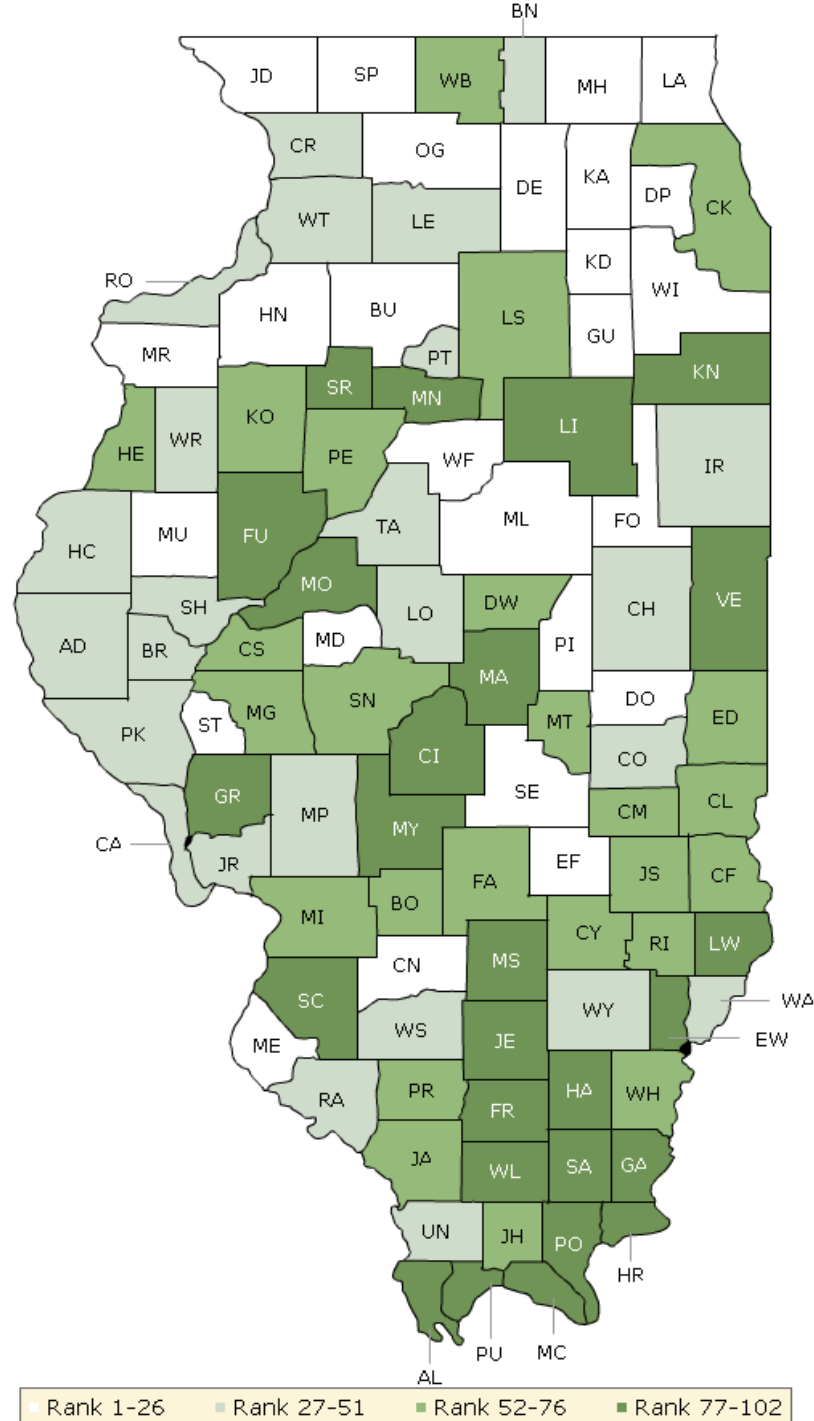 BN
JD SP WB MH LA
CR OG
DE KA DP CK
WT LE
RO KD WI
HN BU LS GU
MR PT
SR MN KN
HE WR KO LI
PE WF IR
TA ML FO
HC MU FU
MO LO DW CH VE
SH
AD BR CS MD PI
MA
PK ST MG SN MT DO ED
CI CO
GR MP SE CM CL
CA MY
JR EF JS CF
MI BO FA
CY RI LW
CN MS
SC WY WA
ME WS JE EW
RA PR FR HA WH
JA WL SA GA
UN JH PO
HR
PU MC
AL
Rank 1-26 Rank 27-51 Rank 52-76 Rank 77-102